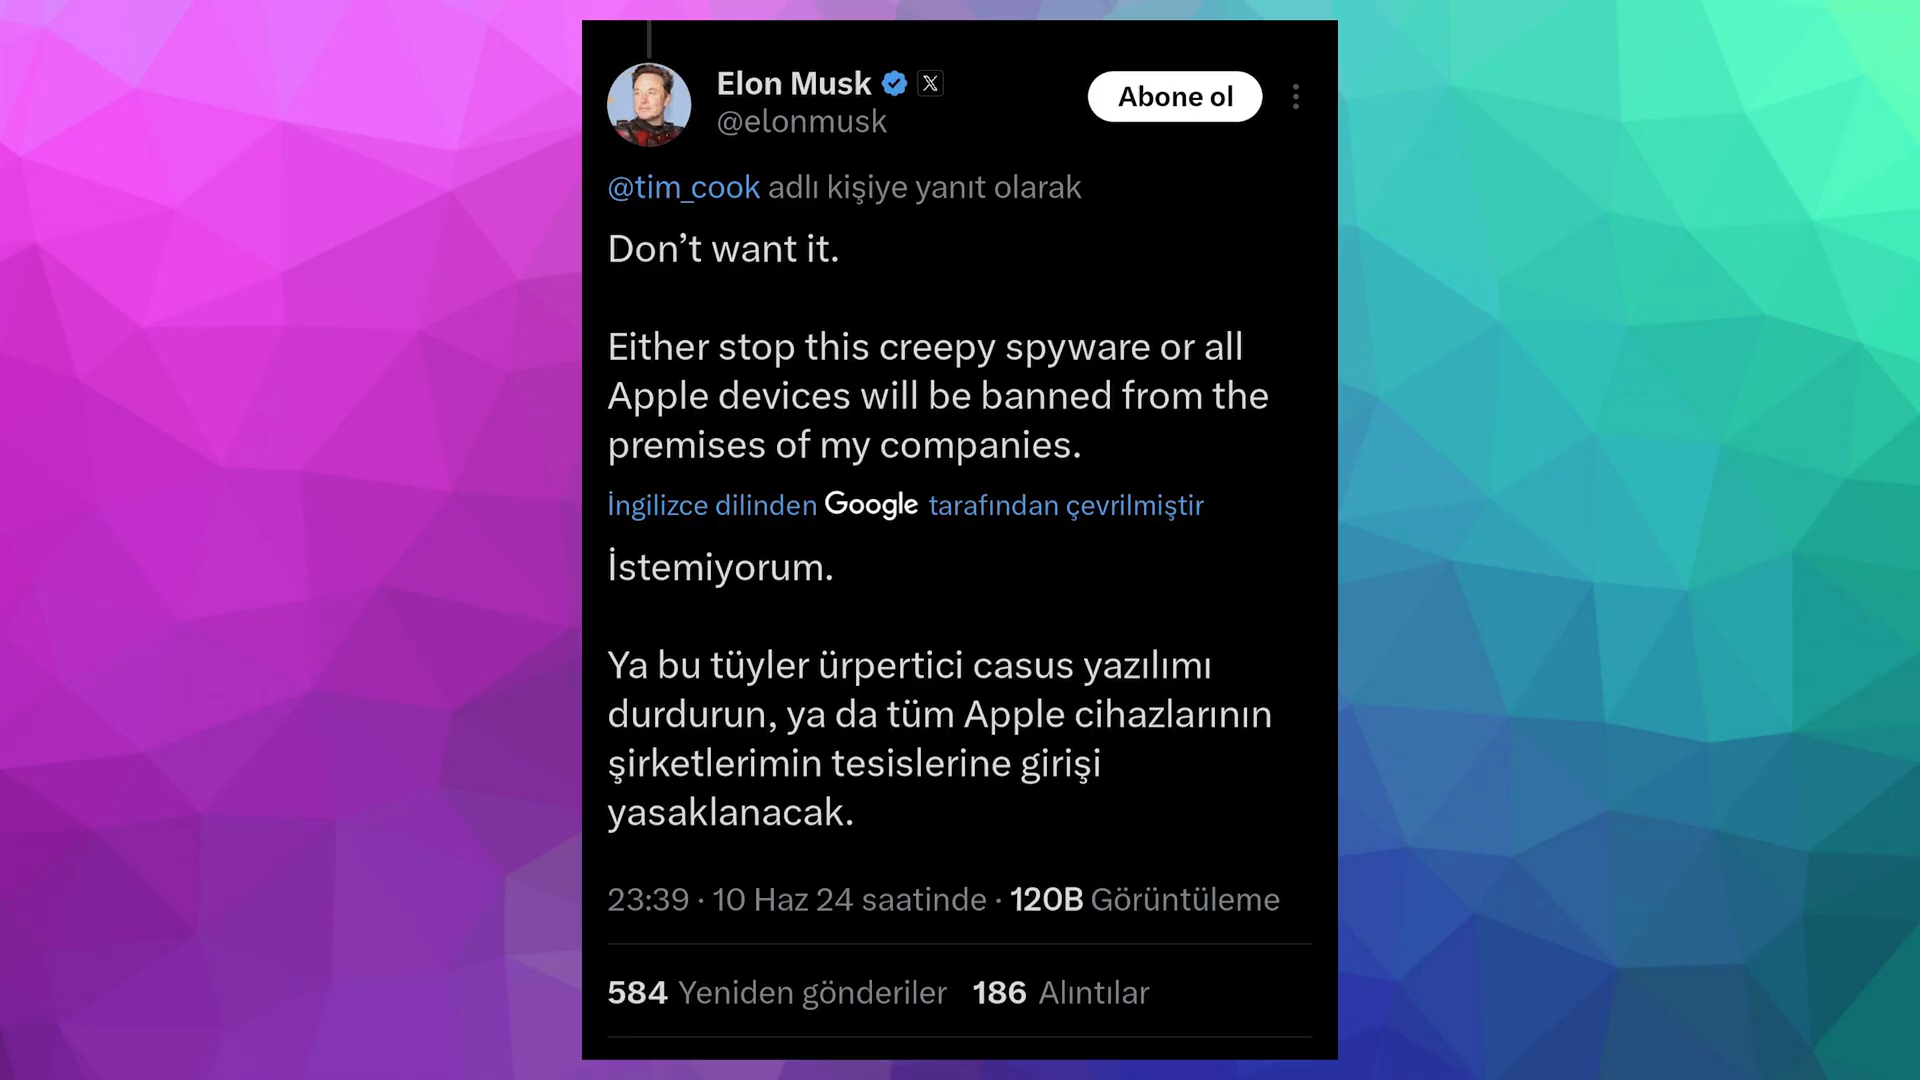 Elon Musk
@elonmusk
Abone ol
@tim_cook adlı kişiye yanıt olarak
Don’t want it.
Either stop this creepy spyware or all
Apple devices will be banned from the
premises of my companies.
İngilizce dilinden Google tarafından çevrilmiştir
İstemiyorum.
Ya bu tüyler ürpertici casus yazılımı
durdurun, ya da tüm Apple cihazlarının
şirketlerimin tesislerine girişi
yasaklanacak.
23:39 · 10 Haz 24 saatinde · 120B Görüntüleme
584 Yeniden gönderiler 186 Alıntılar